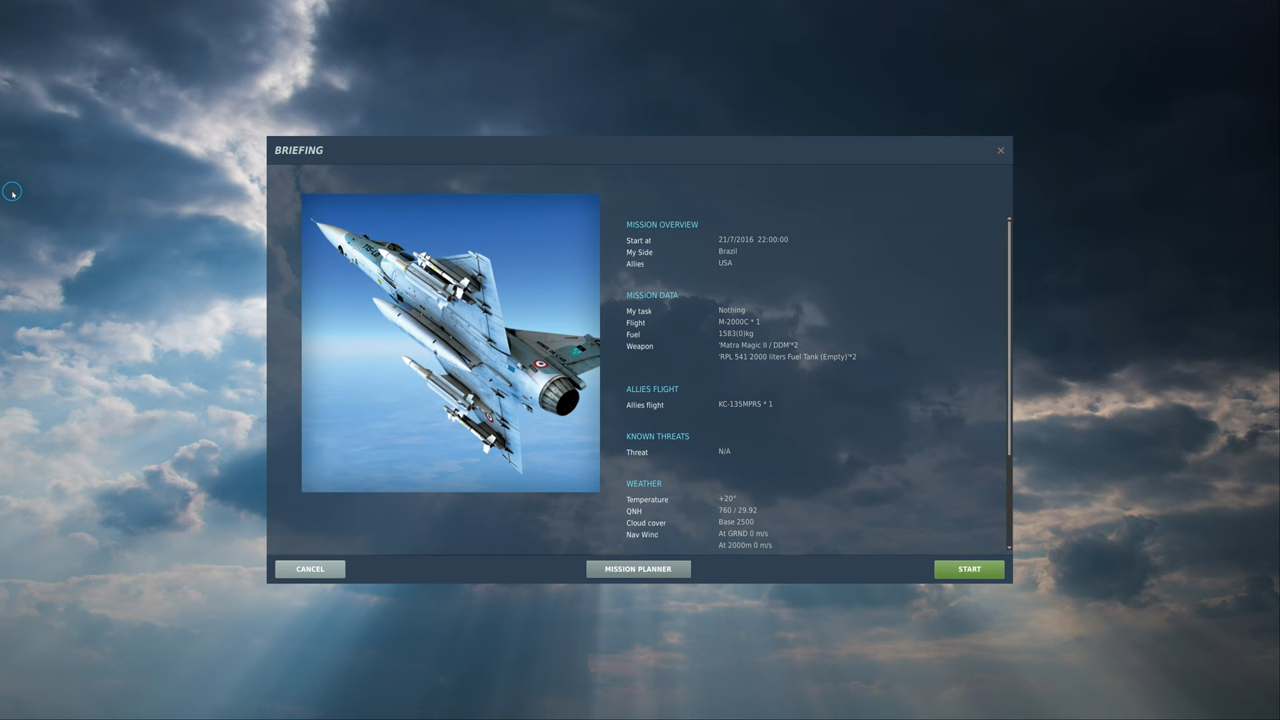 BRIEFING
MISSION OVERVIEW
Start at 21/7/2016 22:00:00
My Side Brazil
Allies USA
MISSION DATA
My task Nothing
Flight M-2000C * 1
Fuel 1583(0)kg
Weapon 'Matra Magic II / DDM'*2
'RPL 541 2000 liters Fuel Tank (Empty)'*2
ALLIES FLIGHT
Allies flight KC-135MPRS * 1
KNOWN THREATS
Threat N/A
WEATHER
Temperature +20°
QNH 760 / 29.92
Cloud cover Base 2500
Nav Wind At GRND 0 m/s
At 2000m 0 m/s
CANCEL
MISSION PLANNER
START